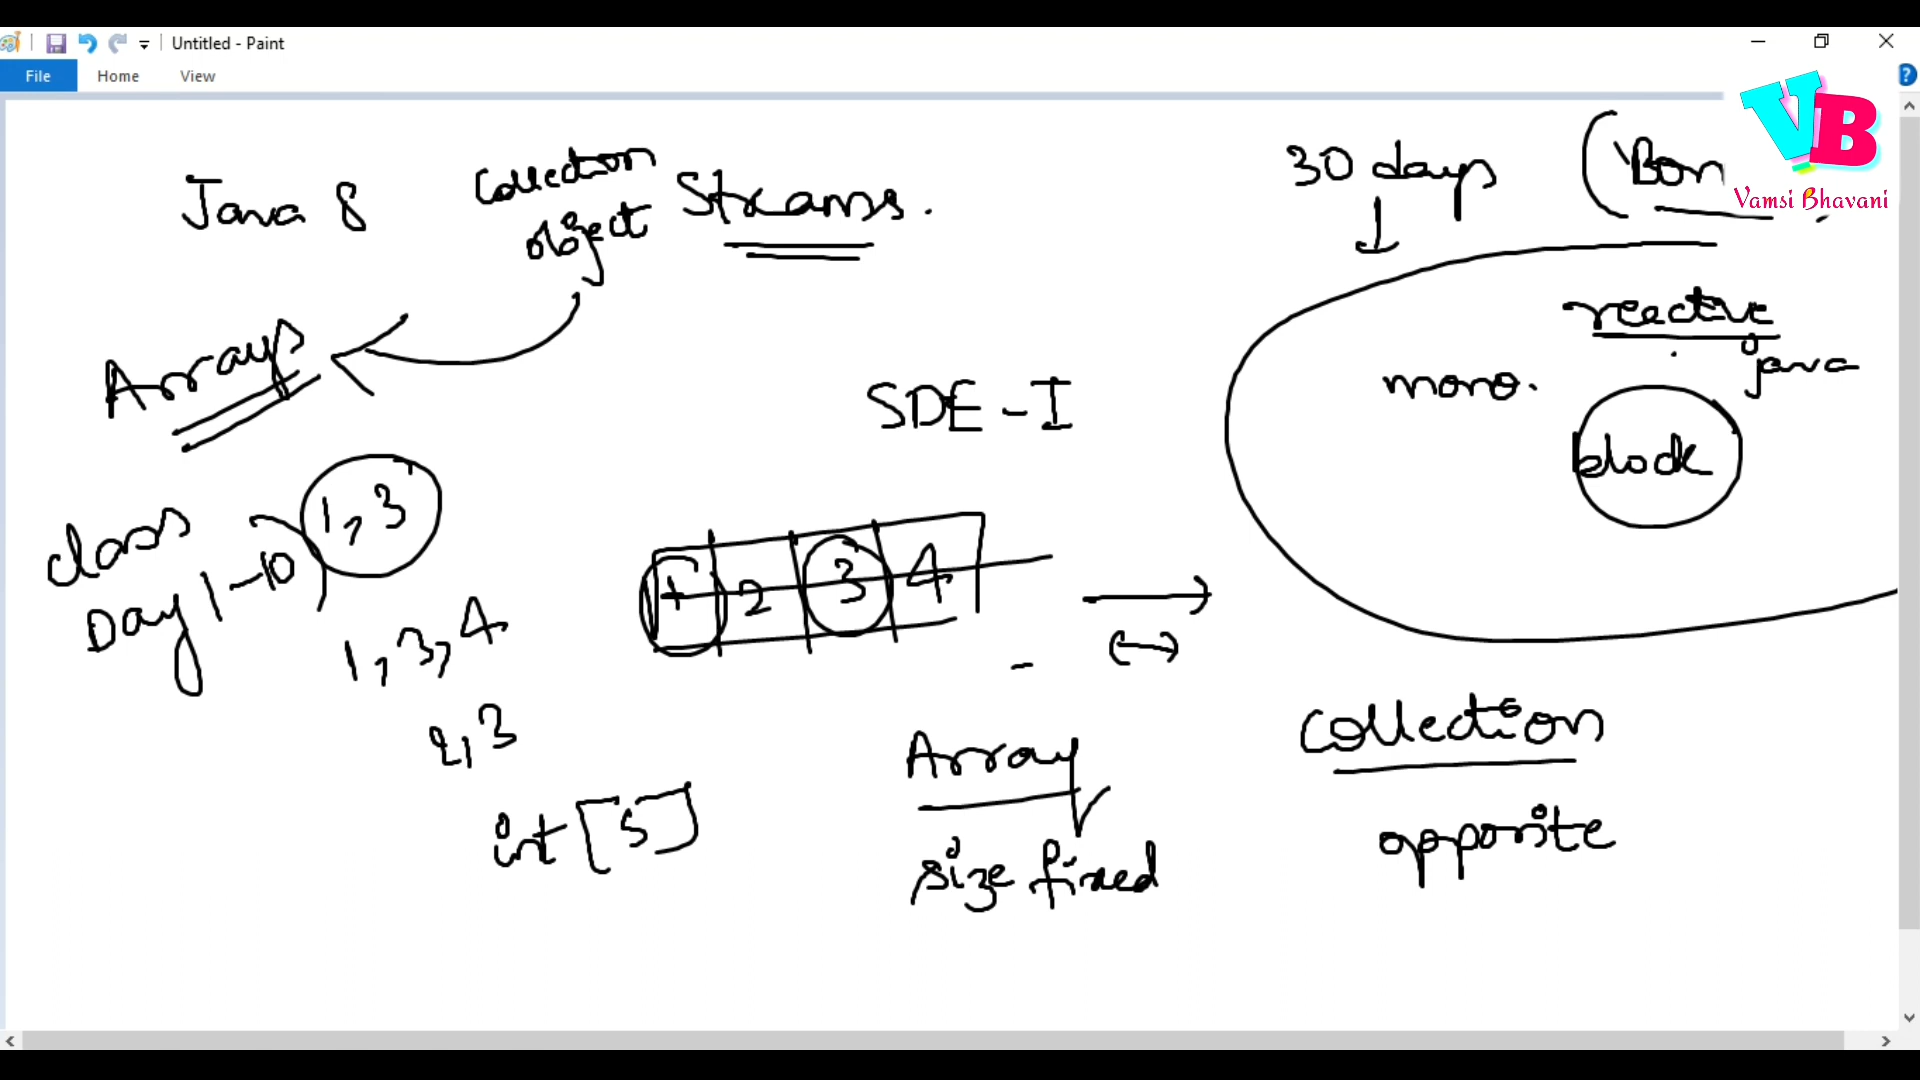 Untitled - Paint
File Home View
VB
Vamsi Bhavani
Java 8
Collection
object
Streams.
30 days
(Bon
Arrays
reactive
java
mono.
block
SDE-I
class
Day 1-10
1, 3
1 2 3 4
1, 3, 4
2, 3
int [5]
Array
size fixed
Collection
opposite